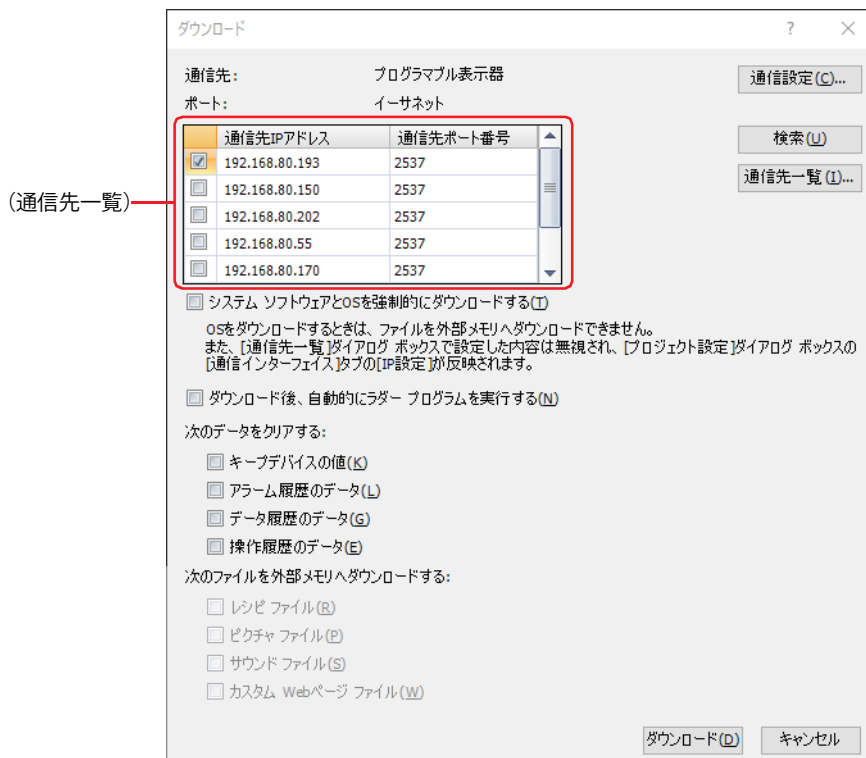 ダウンロード
通信先: プログラマブル表示器 通信設定(C)...
ポート: イーサネット
通信先IPアドレス 通信先ポート番号 検索(U)
192.168.80.193 2537
通信先一覧(I)...
192.168.80.150 2537
(通信先一覧)
192.168.80.202 2537
192.168.80.55 2537
192.168.80.170 2537
システム ソフトウェアとOSを強制的にダウンロードする(T)
OSをダウンロードするときは、ファイルを外部メモリへダウンロードできません。
また、[通信先一覧]ダイアログ ボックスで設定した内容は無視され、[プロジェクト設定]ダイアログ ボックスの
[通信インターフェイス]タブの[IP設定]が反映されます。
ダウンロード後、自動的にラダー プログラムを実行する(N)
次のデータをクリアする:
キープデバイスの値(K)
アラーム履歴のデータ(L)
データ履歴のデータ(G)
操作履歴のデータ(E)
次のファイルを外部メモリへダウンロードする:
レシピ ファイル(R)
ピクチャ ファイル(P)
サウンド ファイル(S)
カスタム Webページ ファイル(W)
ダウンロード(D) キャンセル